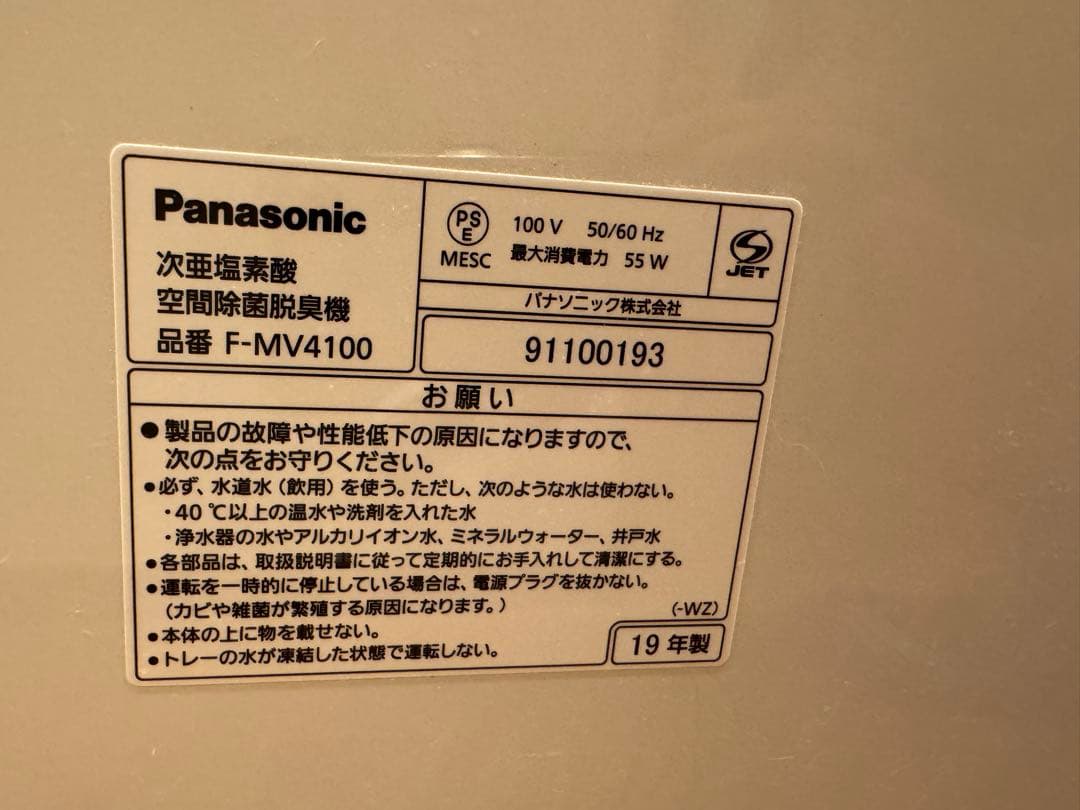 Panasonic
次亜塩素酸
空間除菌脱臭機
品番 F-MV4100
PS
E
MESC
100 V 50/60 Hz
最大消費電力 55 W
JET
パナソニック株式会社
91100193
お願い
●製品の故障や性能低下の原因になりますので、
次の点をお守りください。
●必ず、水道水（飲用）を使う。ただし、次のような水は使わない。
・40 ℃以上の温水や洗剤を入れた水
・浄水器の水やアルカリイオン水、ミネラルウォーター、井戸水
●各部品は、取扱説明書に従って定期的にお手入れして清潔にする。
●運転を一時的に停止している場合は、電源プラグを抜かない。
（カビや雑菌が繁殖する原因になります。）
(-WZ)
●本体の上に物を載せない。
●トレーの水が凍結した状態で運転しない。
19 年製